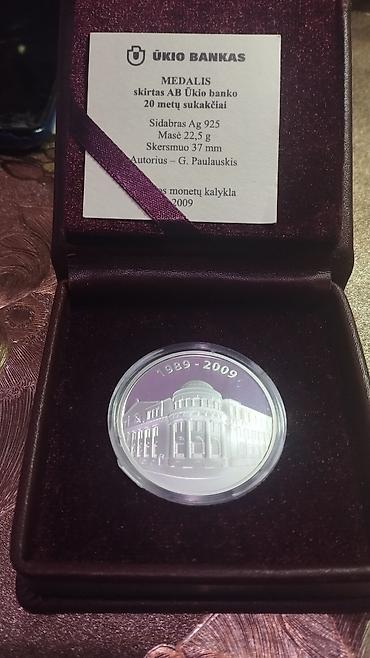 ŪKIO BANKAS
MEDALIS
skirtas AB Ūkio banko
20 metų sukakčiai
Sidabras Ag 925
Masė 22,5 g
Skersmuo 37 mm
Autorius – G. Paulauskis
monetų kalykla
2009
1989 - 2009